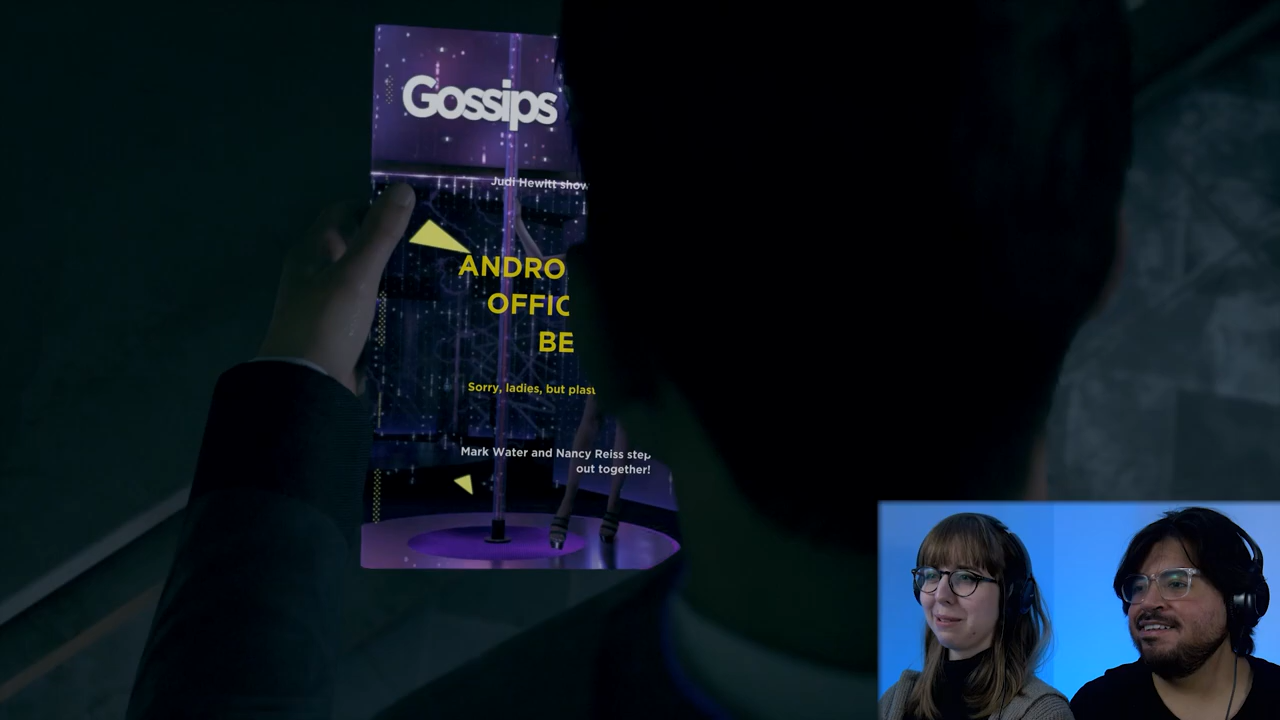 Gossips
Judi Hewitt show
ANDRO
OFFIC
BE
Sorry, ladies, but plast
Mark Water and Nancy Reiss step
out together!